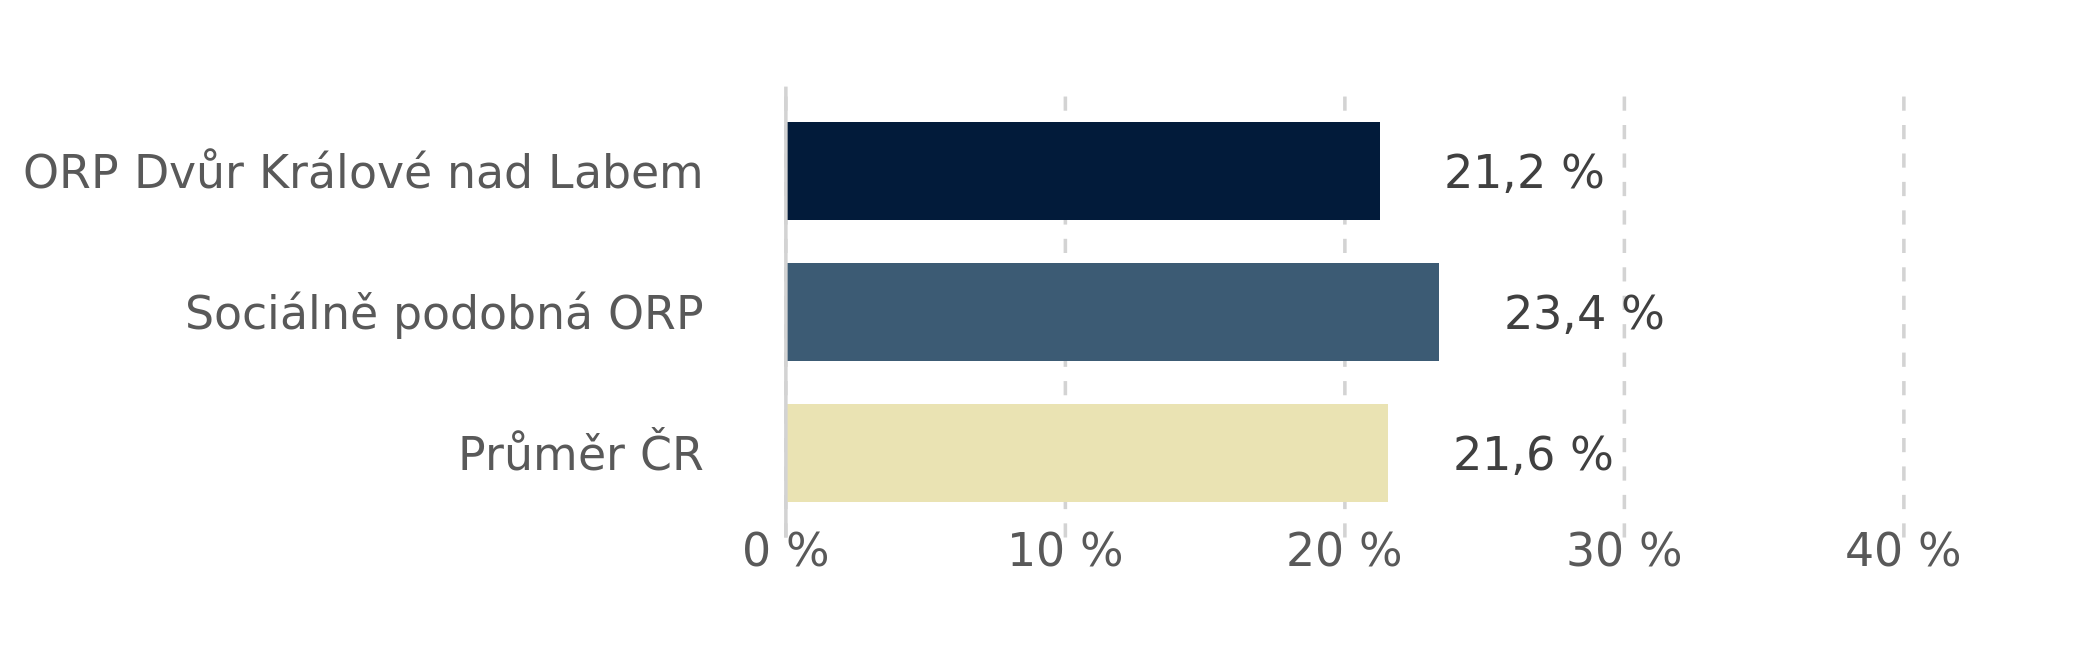 ORP Dvůr Králové nad Labem 21,2 %
Sociálně podobná ORP 23,4 %
Průměr ČR 21,6 %
0 % 10 % 20 % 30 % 40 %